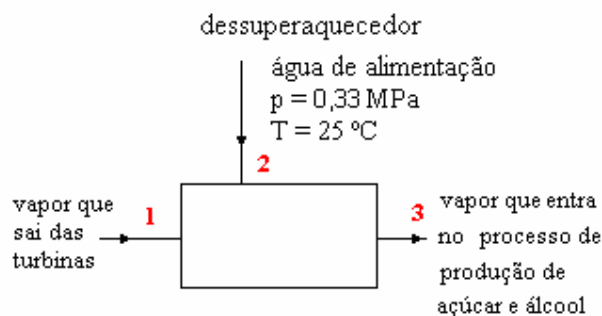 dessuperaquecedor
água de alimentação
p = 0,33 MPa
T = 25 ºC
2
vapor que
sai das
turbinas
1
3
vapor que entra
no processo de
produção de
açúcar e álcool